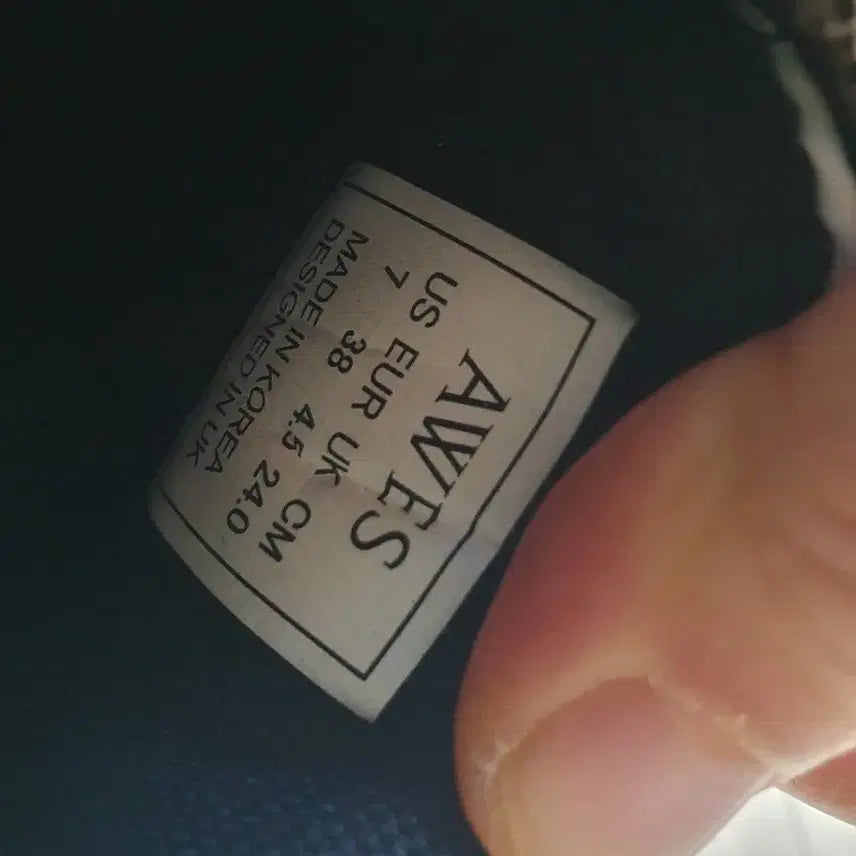 AWES
US EUR UK CM
7 38 4.5 24.0
MADE IN KOREA
DESIGNED IN UK